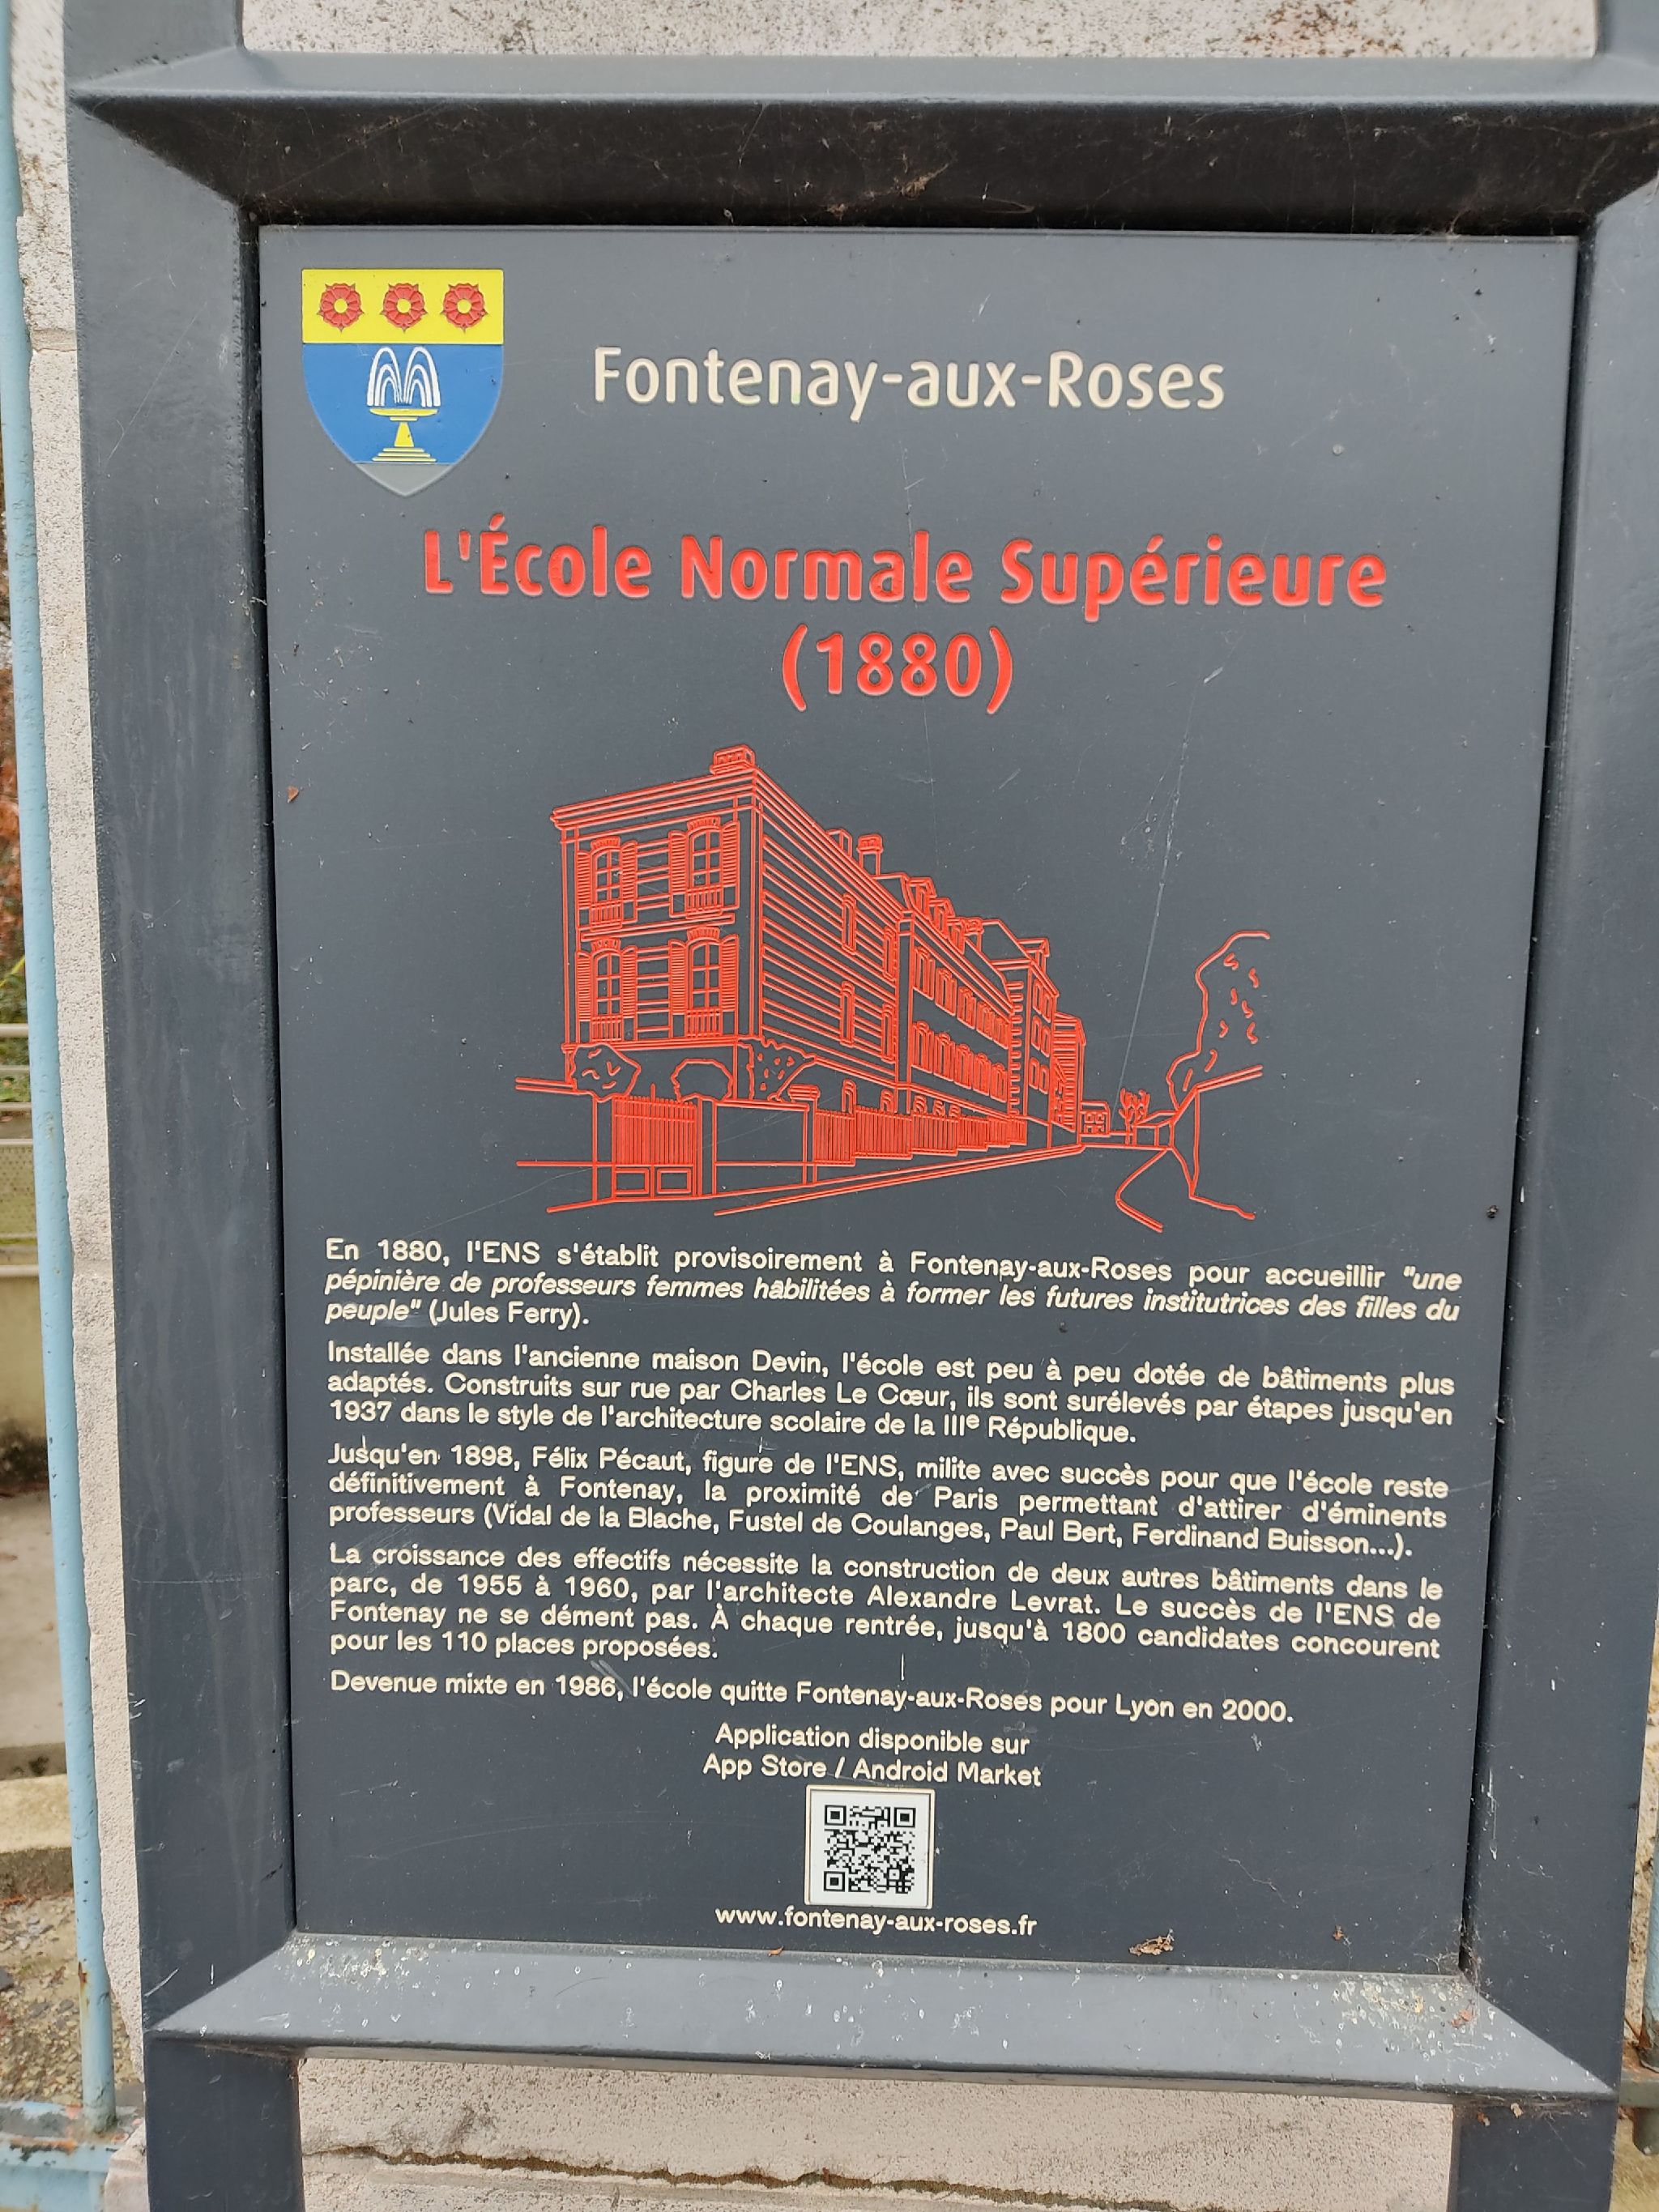 Fontenay-aux-Roses
L'École Normale Supérieure
(1880)
En 1880, l'ENS s'établit provisoirement à Fontenay-aux-Roses pour accueillir "une
pépinière de professeurs femmes hâbilitées à former les futures institutrices des filles du
peuple" (Jules Ferry).
Installée dans l'ancienne maison Devin, l'école est peu à peu dotée de bâtiments plus
adaptés. Construits sur rue par Charles Le Cœur, ils sont surélevés par étapes jusqu'en
1937 dans le style de l'architecture scolaire de la IIIe République.
Jusqu'en 1898, Félix Pécaut, figure de l'ENS, milite avec succès pour que l'école reste
définitivement à Fontenay, la proximité de Paris permettant d'attirer d'éminents
professeurs (Vidal de la Blache, Fustel de Coulanges, Paul Bert, Ferdinand Buisson...).
La croissance des effectifs nécessite la construction de deux autres bâtiments dans le
parc, de 1955 à 1960, par l'architecte Alexandre Levrat. Le succès de l'ENS de
Fontenay ne se dément pas. À chaque rentrée, jusqu'à 1800 candidates concourent
pour les 110 places proposées.
Devenue mixte en 1986, l'école quitte Fontenay-aux-Roses pour Lyon en 2000.
Application disponible sur
App Store / Android Market
www.fontenay-aux-roses.fr